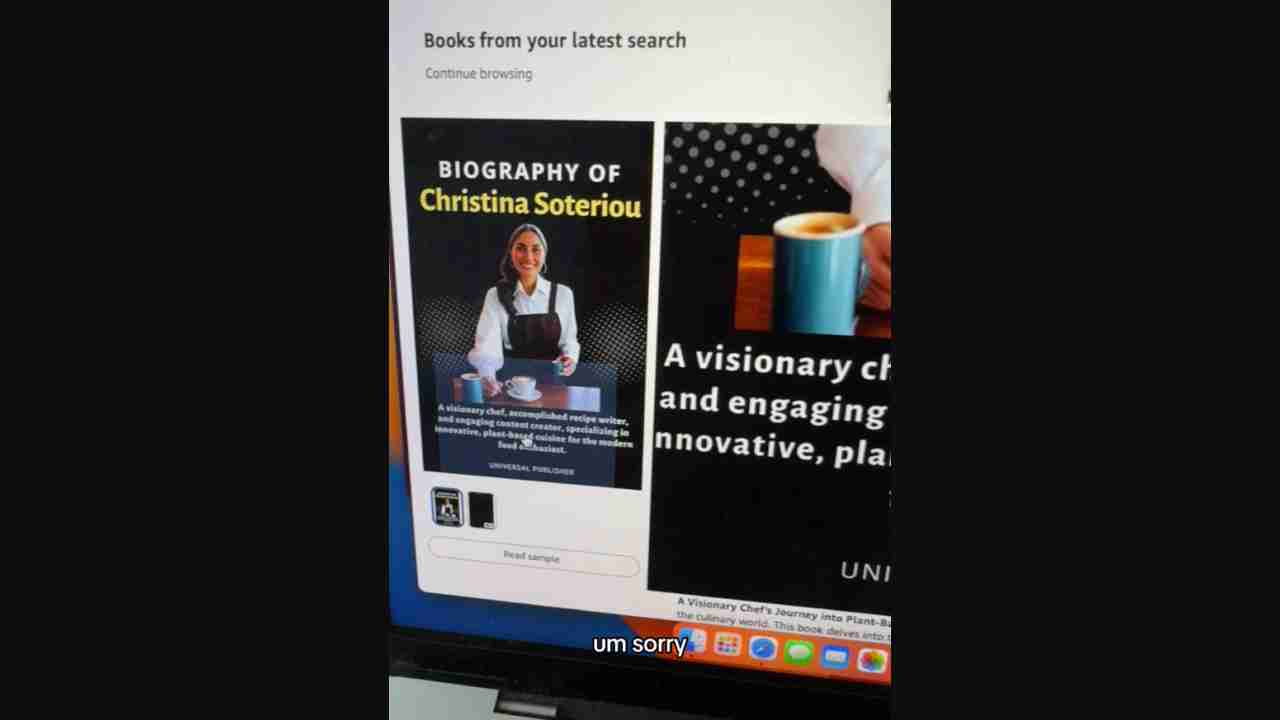 Books from your latest search
Continue browsing
BIOGRAPHY OF
Christina Soteriou
A visionary chef, accomplished recipe writer,
and engaging content creator, specializing in
innovative, plant-based cuisine for the modern
food enthusiast.
UNIVERSAL PUBLISHER
Read sample
A visionary ch
and engaging
nnovative, pla
UNI
A Visionary Chef's Journey into Plant-Ba
the culinary world. This book delves into t
um sorry